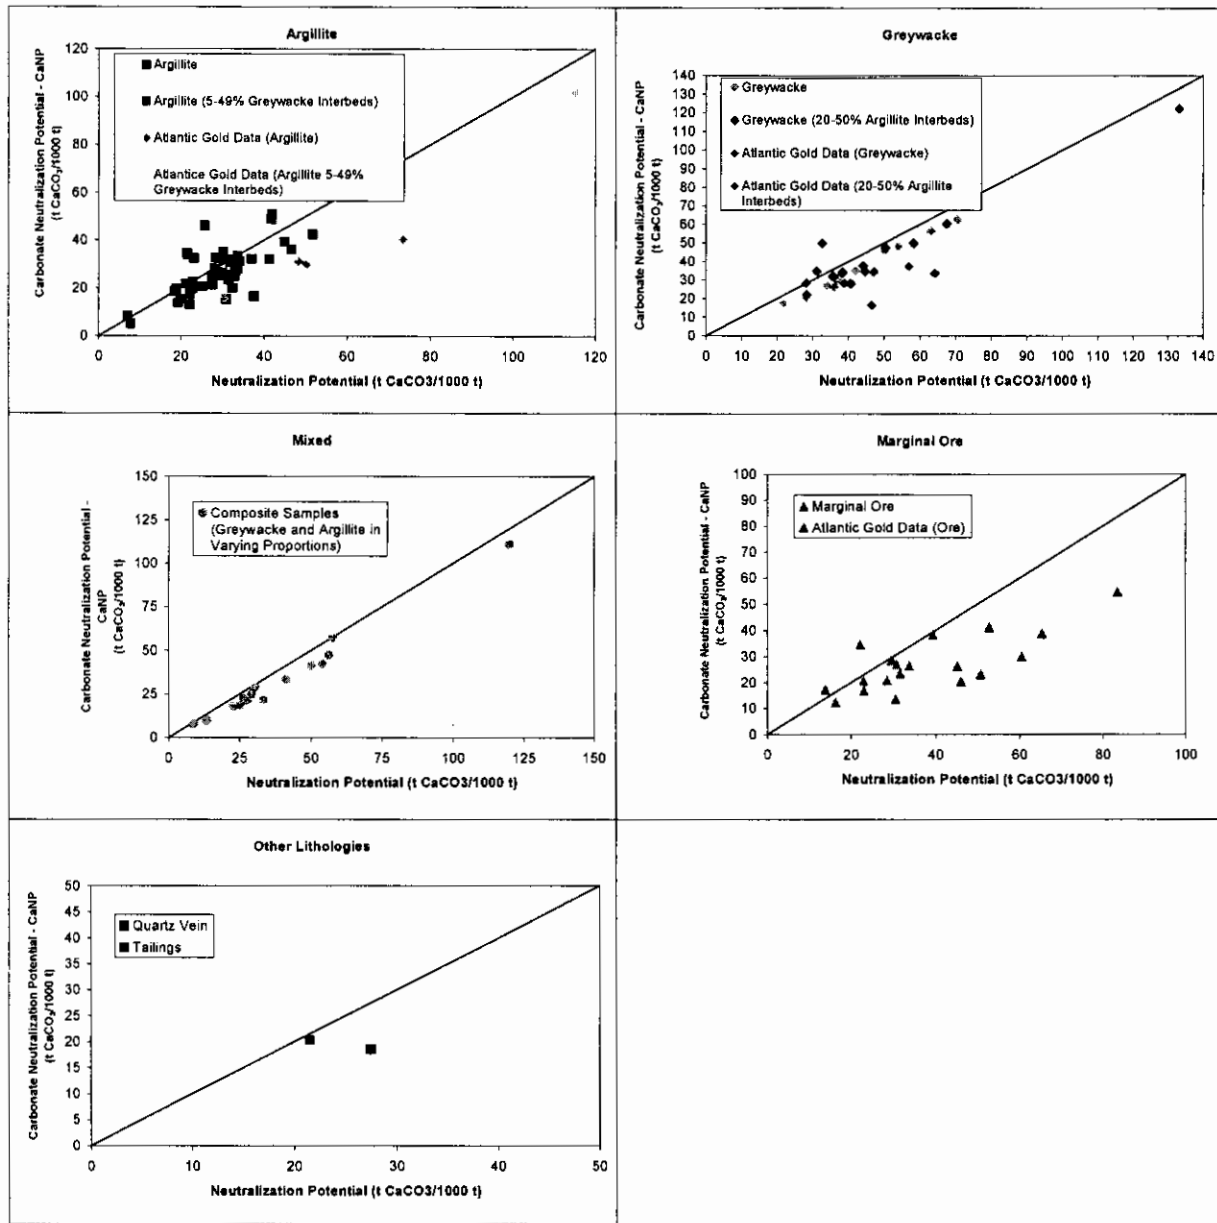 Argillite
Carbonate Neutralization Potential - CaNP
(t CaCO₃/1000 t)
120
100
80
60
40
20
0
Argillite
Argillite (5-49% Greywacke Interbeds)
Atlantic Gold Data (Argillite)
Atlantice Gold Data (Argillite 5-49%
Greywacke Interbeds)
0 20 40 60 80 100 120
Neutralization Potential (t CaCO3/1000 t)
Greywacke
Carbonate Neutralization Potential - CaNP
(t CaCO₃/1000 t)
140
130
120
110
100
90
80
70
60
50
40
30
20
10
0
Greywacke
Greywacke (20-50% Argillite Interbeds)
Atlantic Gold Data (Greywacke)
Atlantic Gold Data (20-50% Argillite
Interbeds)
0 10 20 30 40 50 60 70 80 90 100 110 120 130 140
Neutralization Potential (t CaCO3/1000 t)
Mixed
Carbonate Neutralization Potential -
CaNP
(t CaCO₃/1000 t)
150
125
100
75
50
25
0
Composite Samples
(Greywacke and Argillite in
Varying Proportions)
0 25 50 75 100 125 150
Neutralization Potential (t CaCO3/1000 t)
Marginal Ore
Carbonate Neutralization Potential - CaNP
(t CaCO₃/1000 t)
100
90
80
70
60
50
40
30
20
10
0
Marginal Ore
Atlantic Gold Data (Ore)
0 20 40 60 80 100
Neutralization Potential (t CaCO3/1000 t)
Other Lithologies
Carbonate Neutralization Potential - CaNP
(t CaCO₃/1000 t)
50
45
40
35
30
25
20
15
10
5
0
Quartz Vein
Tailings
0 10 20 30 40 50
Neutralization Potential (t CaCO3/1000 t)